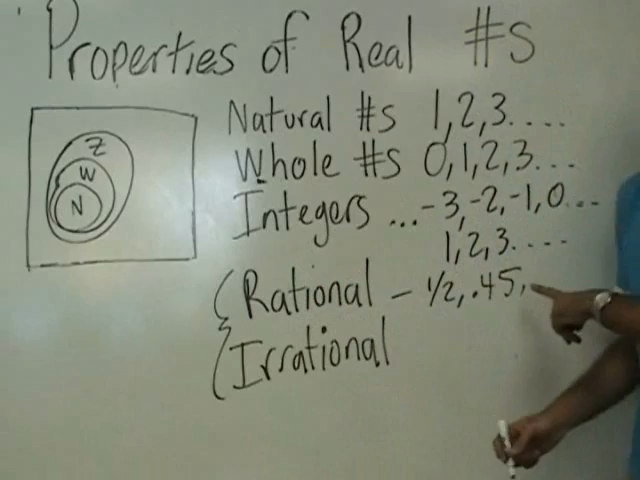 Properties of Real #s
Z
W
N
Natural #s 1, 2, 3....
Whole #s 0, 1, 2, 3...
Integers ...-3, -2, -1, 0...
1, 2, 3....
Rational - 1/2, .45,
Irrational